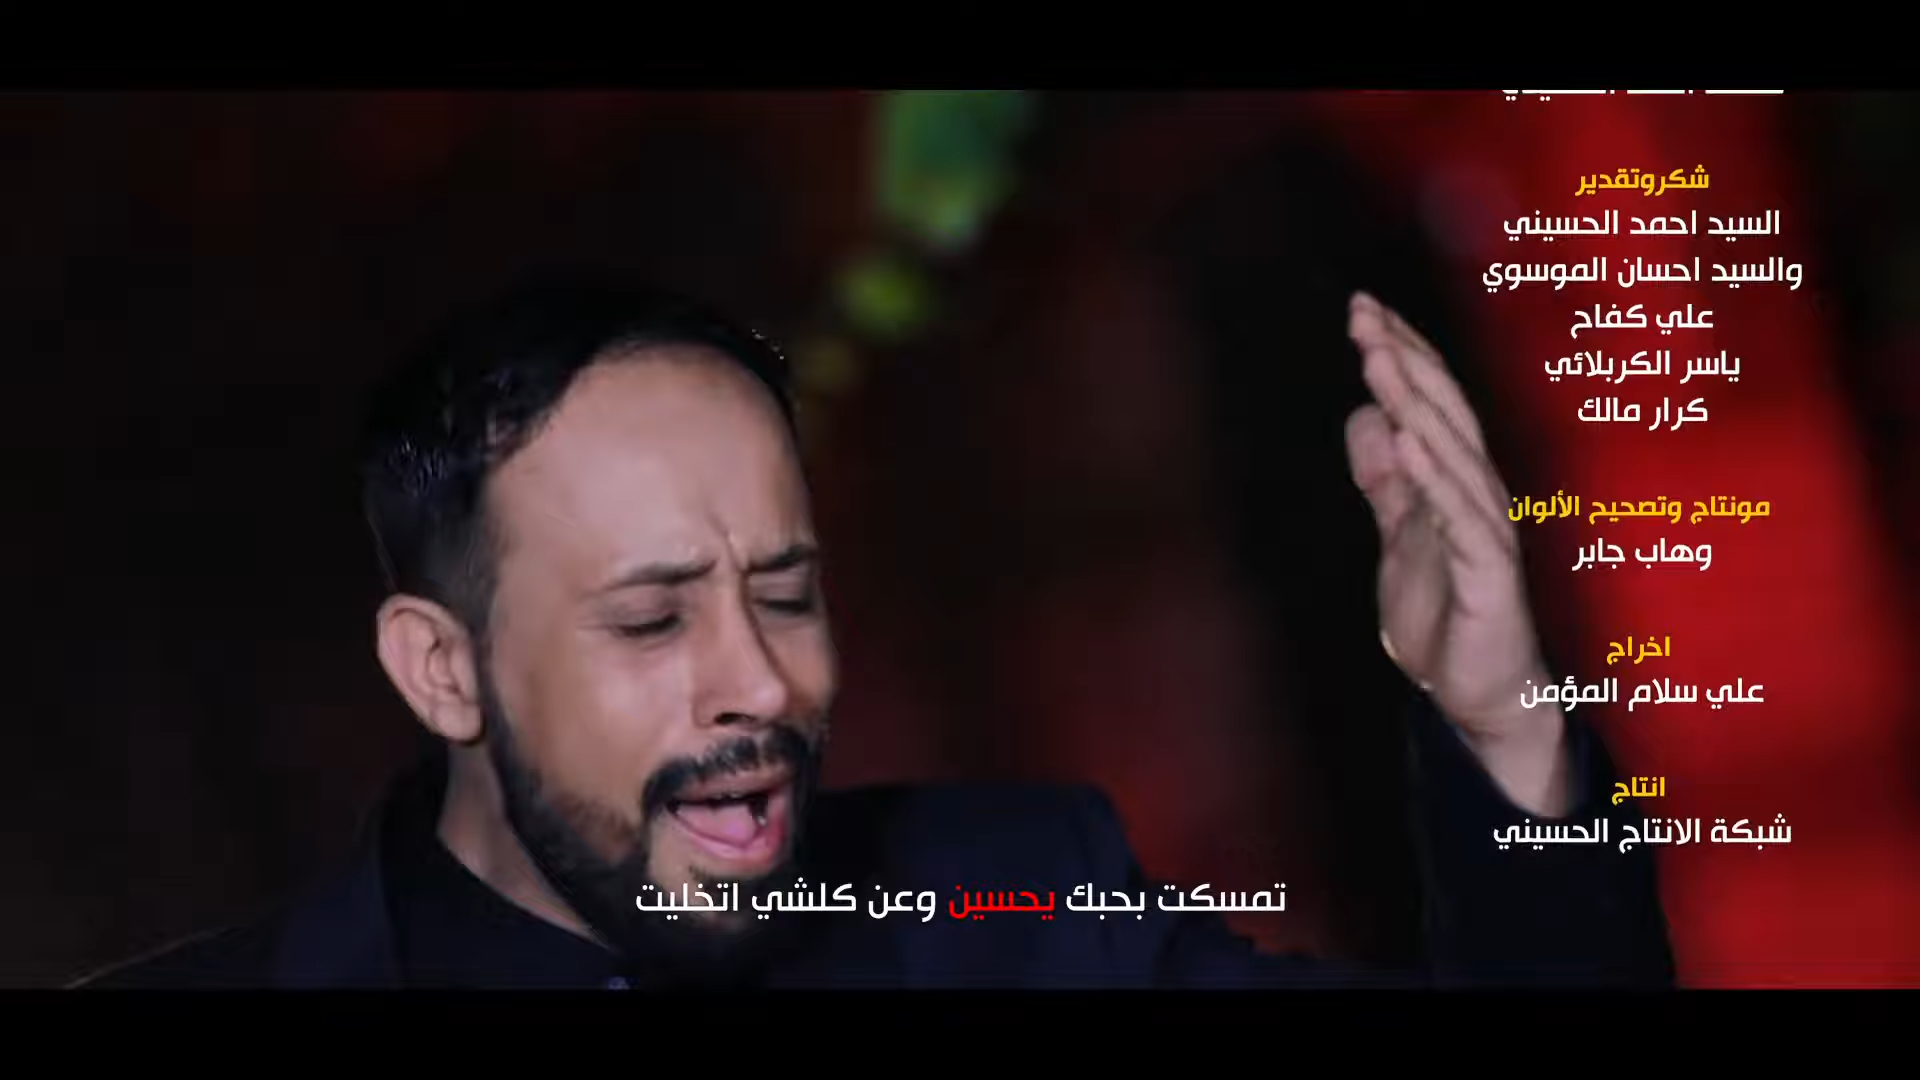 شكروتقدير
السيد احمد الحسيني
والسيد احسان الموسوي
علي كفاح
ياسر الكربلائي
كرار مالك
مونتاج وتصحيح الألوان
وهاب جابر
اخراج
علي سلام المؤمن
انتاج
شبكة الانتاج الحسيني
تمسكت بحبك يحسين وعن كلشي اتخليت